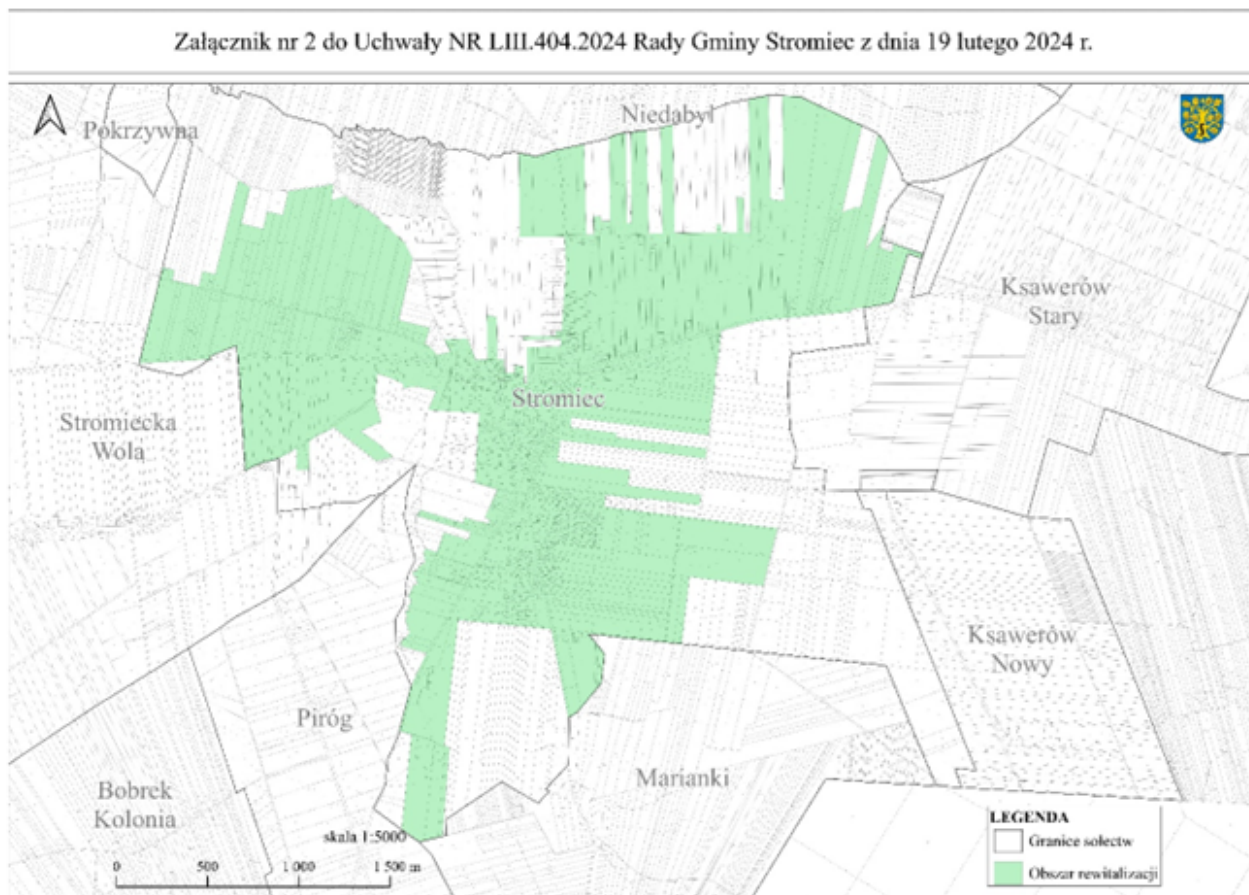 Załącznik nr 2 do Uchwały NR LIII.404.2024 Rady Gminy Stromiec z dnia 19 lutego 2024 r.
Niedabyl
Pokrzywna
Ksawerów
Stary
Stromiec
Stromiecka
Wola
Ksawerów
Nowy
Piróg
Marianki
Bobrek
Kolonia
LEGENDA
Granice sołectw
Obszar rewitalizacji
skala 1:5000
0 500 1 000 1 500 m